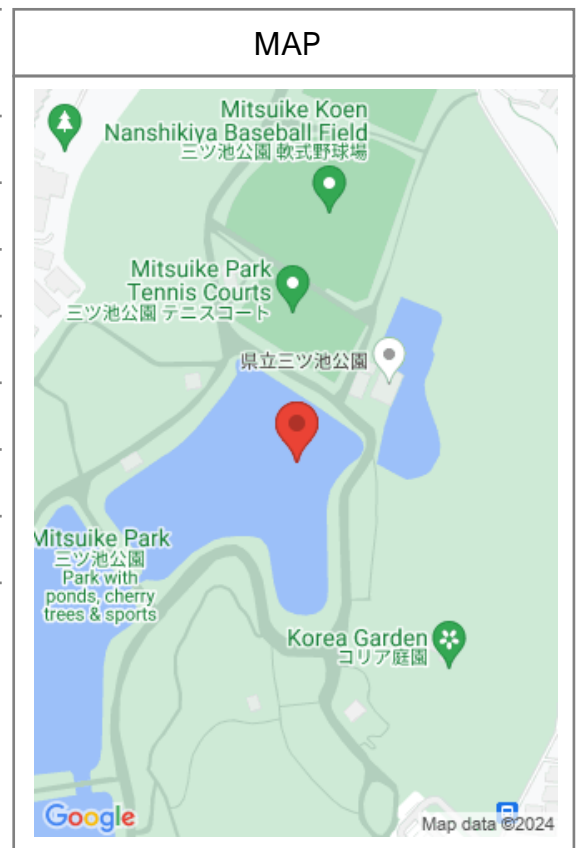 MAP
Mitsuike Koen
Nanshikiya Baseball Field
三ツ池公園 軟式野球場
Mitsuike Park
Tennis Courts
三ツ池公園 テニスコート
県立三ツ池公園
Mitsuike Park
三ツ池公園
Park with
ponds, cherry
trees & sports
Korea Garden
コリア庭園
Google
Map data ©2024